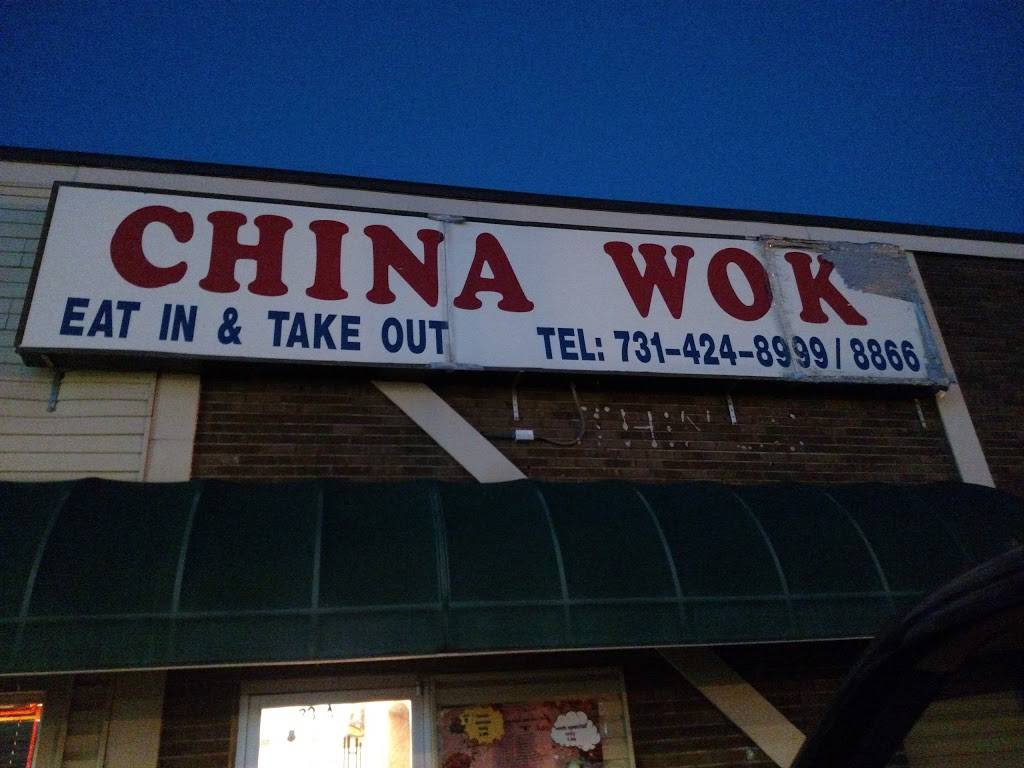 CHINA WOK
EAT IN & TAKE OUT TEL: 731-424-8999/8866